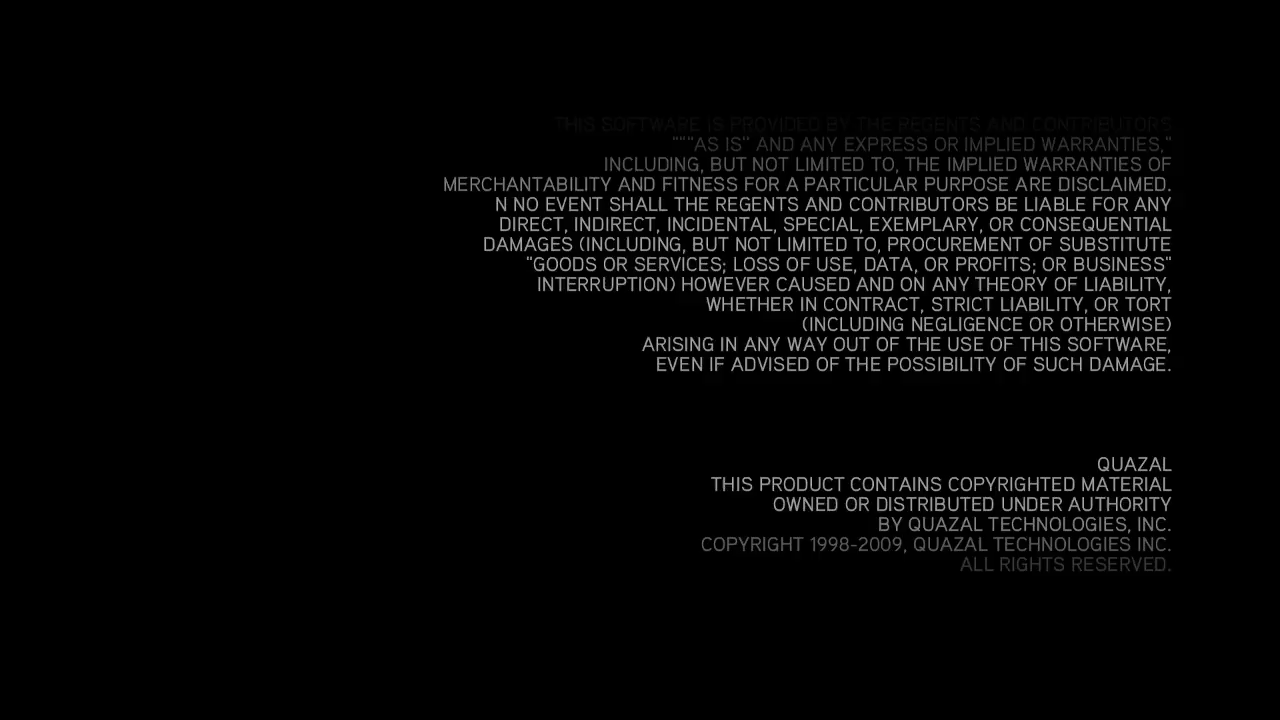 THIS SOFTWARE IS PROVIDED BY THE REGENTS AND CONTRIBUTORS
"""AS IS" AND ANY EXPRESS OR IMPLIED WARRANTIES,"
INCLUDING, BUT NOT LIMITED TO, THE IMPLIED WARRANTIES OF
MERCHANTABILITY AND FITNESS FOR A PARTICULAR PURPOSE ARE DISCLAIMED.
N NO EVENT SHALL THE REGENTS AND CONTRIBUTORS BE LIABLE FOR ANY
DIRECT, INDIRECT, INCIDENTAL, SPECIAL, EXEMPLARY, OR CONSEQUENTIAL
DAMAGES (INCLUDING, BUT NOT LIMITED TO, PROCUREMENT OF SUBSTITUTE
"GOODS OR SERVICES; LOSS OF USE, DATA, OR PROFITS; OR BUSINESS"
INTERRUPTION) HOWEVER CAUSED AND ON ANY THEORY OF LIABILITY,
WHETHER IN CONTRACT, STRICT LIABILITY, OR TORT
(INCLUDING NEGLIGENCE OR OTHERWISE)
ARISING IN ANY WAY OUT OF THE USE OF THIS SOFTWARE,
EVEN IF ADVISED OF THE POSSIBILITY OF SUCH DAMAGE.
QUAZAL
THIS PRODUCT CONTAINS COPYRIGHTED MATERIAL
OWNED OR DISTRIBUTED UNDER AUTHORITY
BY QUAZAL TECHNOLOGIES, INC.
COPYRIGHT 1998-2009, QUAZAL TECHNOLOGIES INC.
ALL RIGHTS RESERVED.